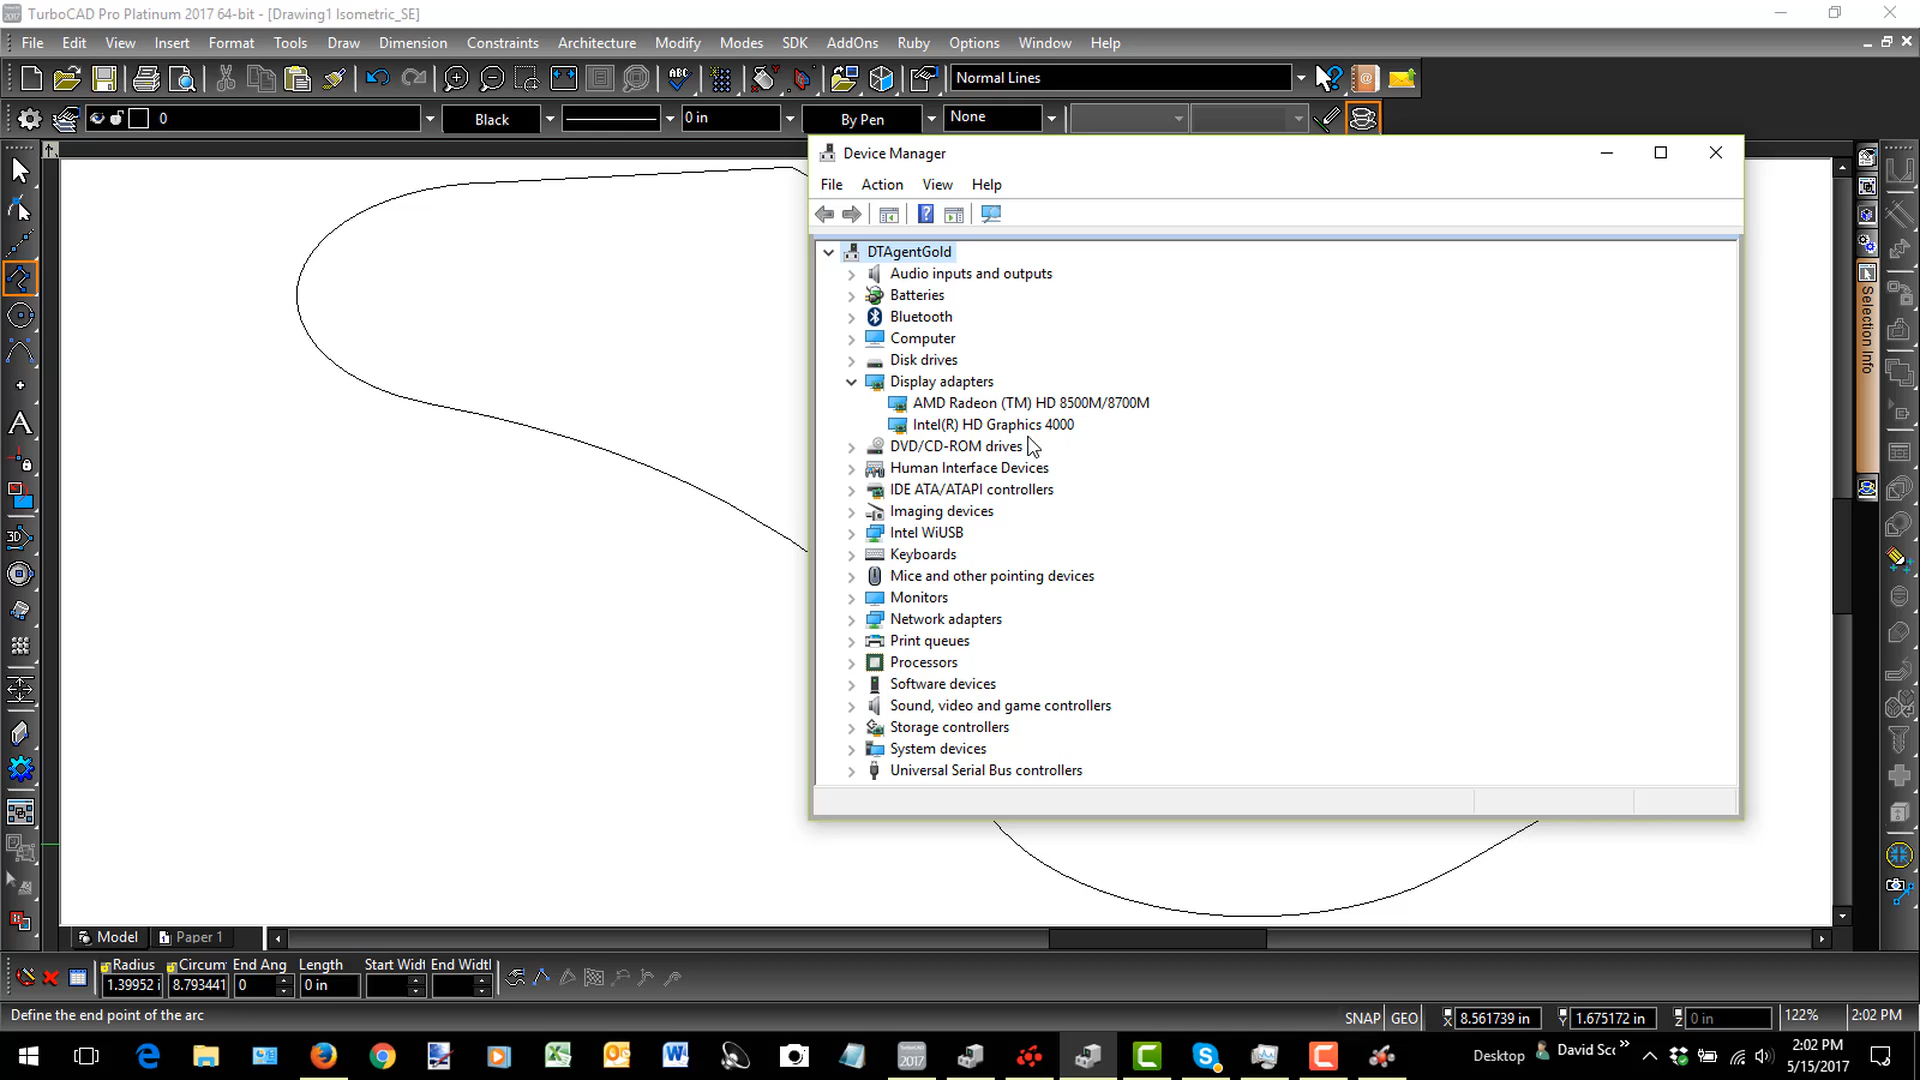 TurboCAD Pro Platinum 2017 64-bit - [Drawing1 Isometric_SE]
File Edit View Insert Format Tools Draw Dimension Constraints Architecture Modify Modes SDK AddOns Ruby Options Window Help
ABC Normal Lines
0 Black 0 in By Pen None
Device Manager
File Action View Help
DTAgentGold
Audio inputs and outputs
Batteries
Bluetooth
Computer
Disk drives
Display adapters
AMD Radeon (TM) HD 8500M/8700M
Intel(R) HD Graphics 4000
DVD/CD-ROM drives
Human Interface Devices
IDE ATA/ATAPI controllers
Imaging devices
Intel WiUSB
Keyboards
Mice and other pointing devices
Monitors
Network adapters
Print queues
Processors
Software devices
Sound, video and game controllers
Storage controllers
System devices
Universal Serial Bus controllers
Selection Info
3D
Model Paper 1
Radius Circum End Ang Length Start Widt End Widtl
1.39952 i 8.793441 0 0 in
Define the end point of the arc
SNAP GEO X 8.561739 in Y 1.675172 in Z 0 in 122% 2:02 PM
2017 Desktop David Sc
2:02 PM
5/15/2017